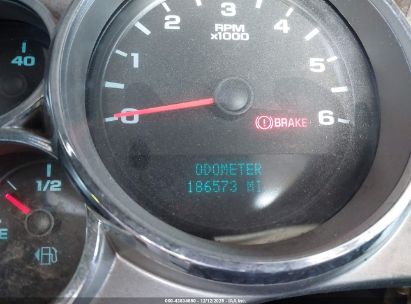 3
2
4
RPM
x1000
1
5
0
6
BRAKE
ODOMETER
186573 MI
40
1/2
E